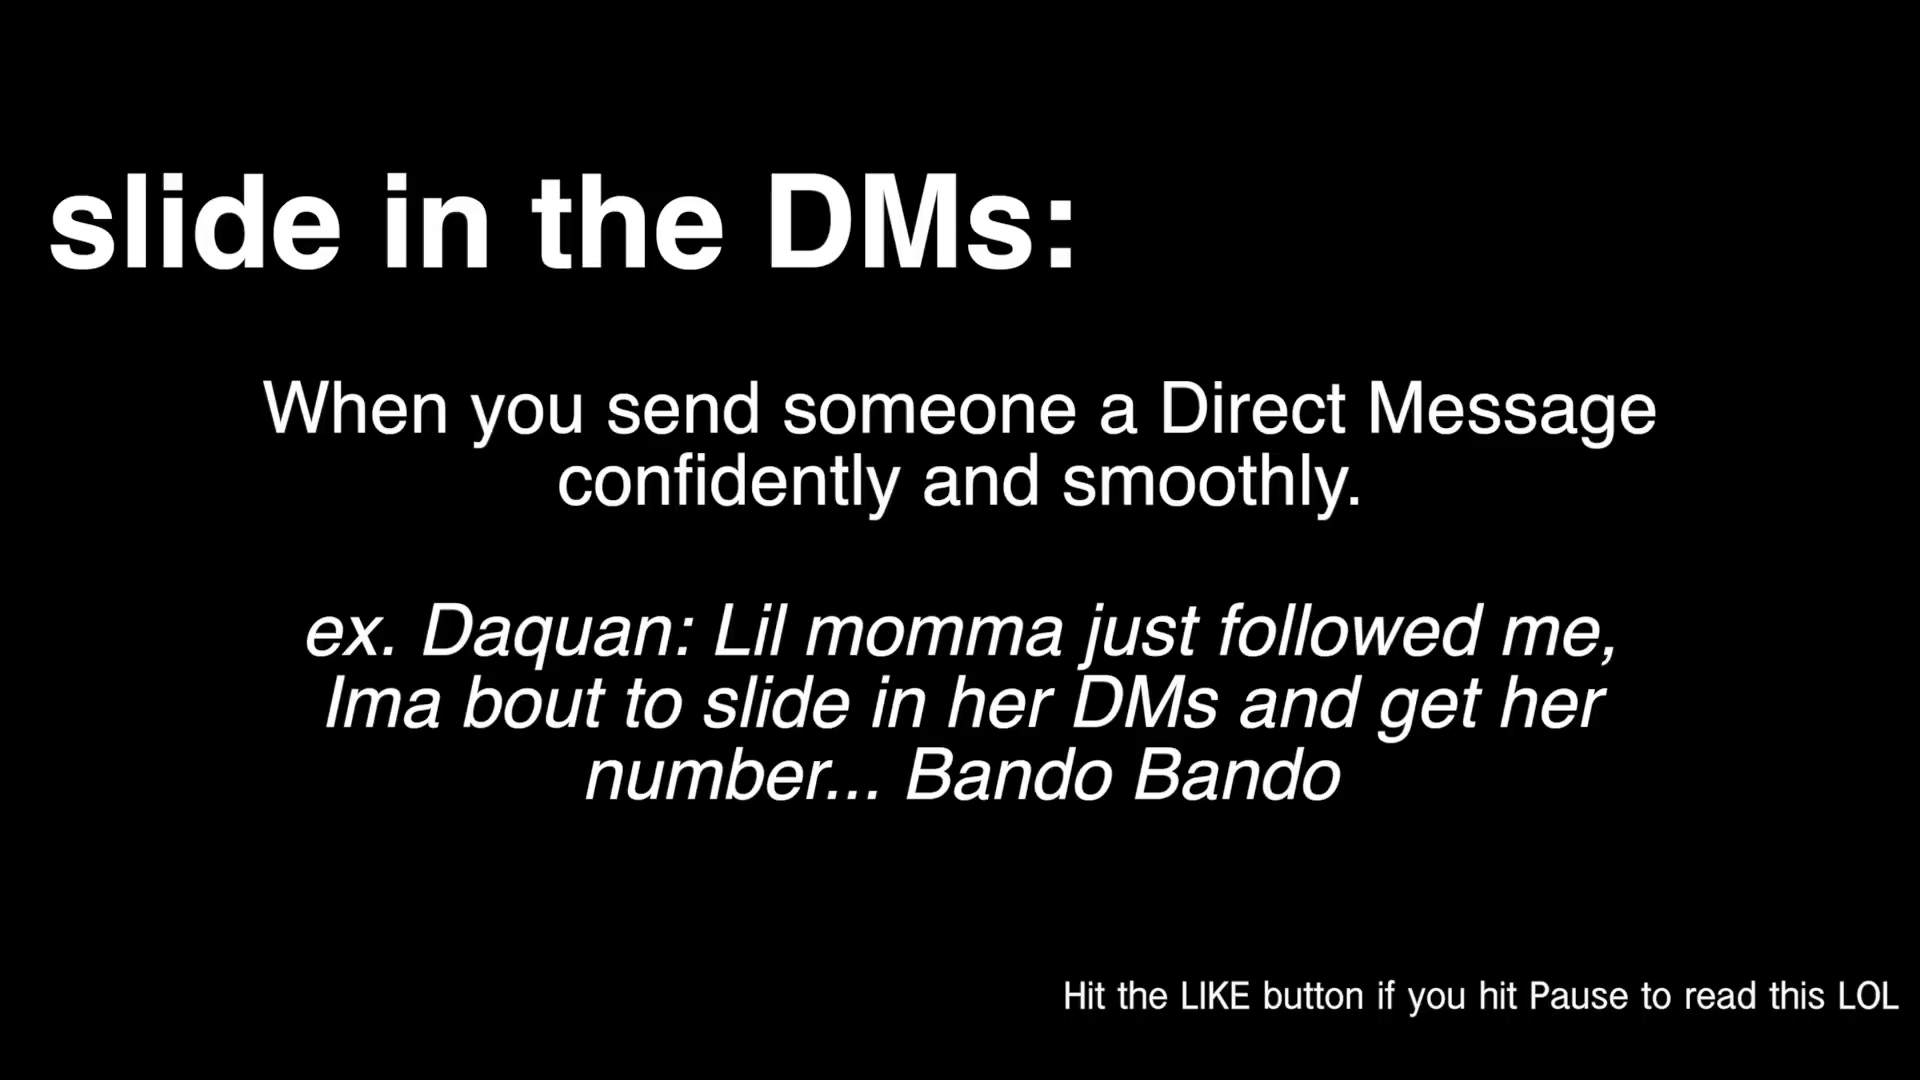 slide in the DMs:
When you send someone a Direct Message
confidently and smoothly.
ex. Daquan: Lil momma just followed me,
Ima bout to slide in her DMs and get her
number... Bando Bando
Hit the LIKE button if you hit Pause to read this LOL